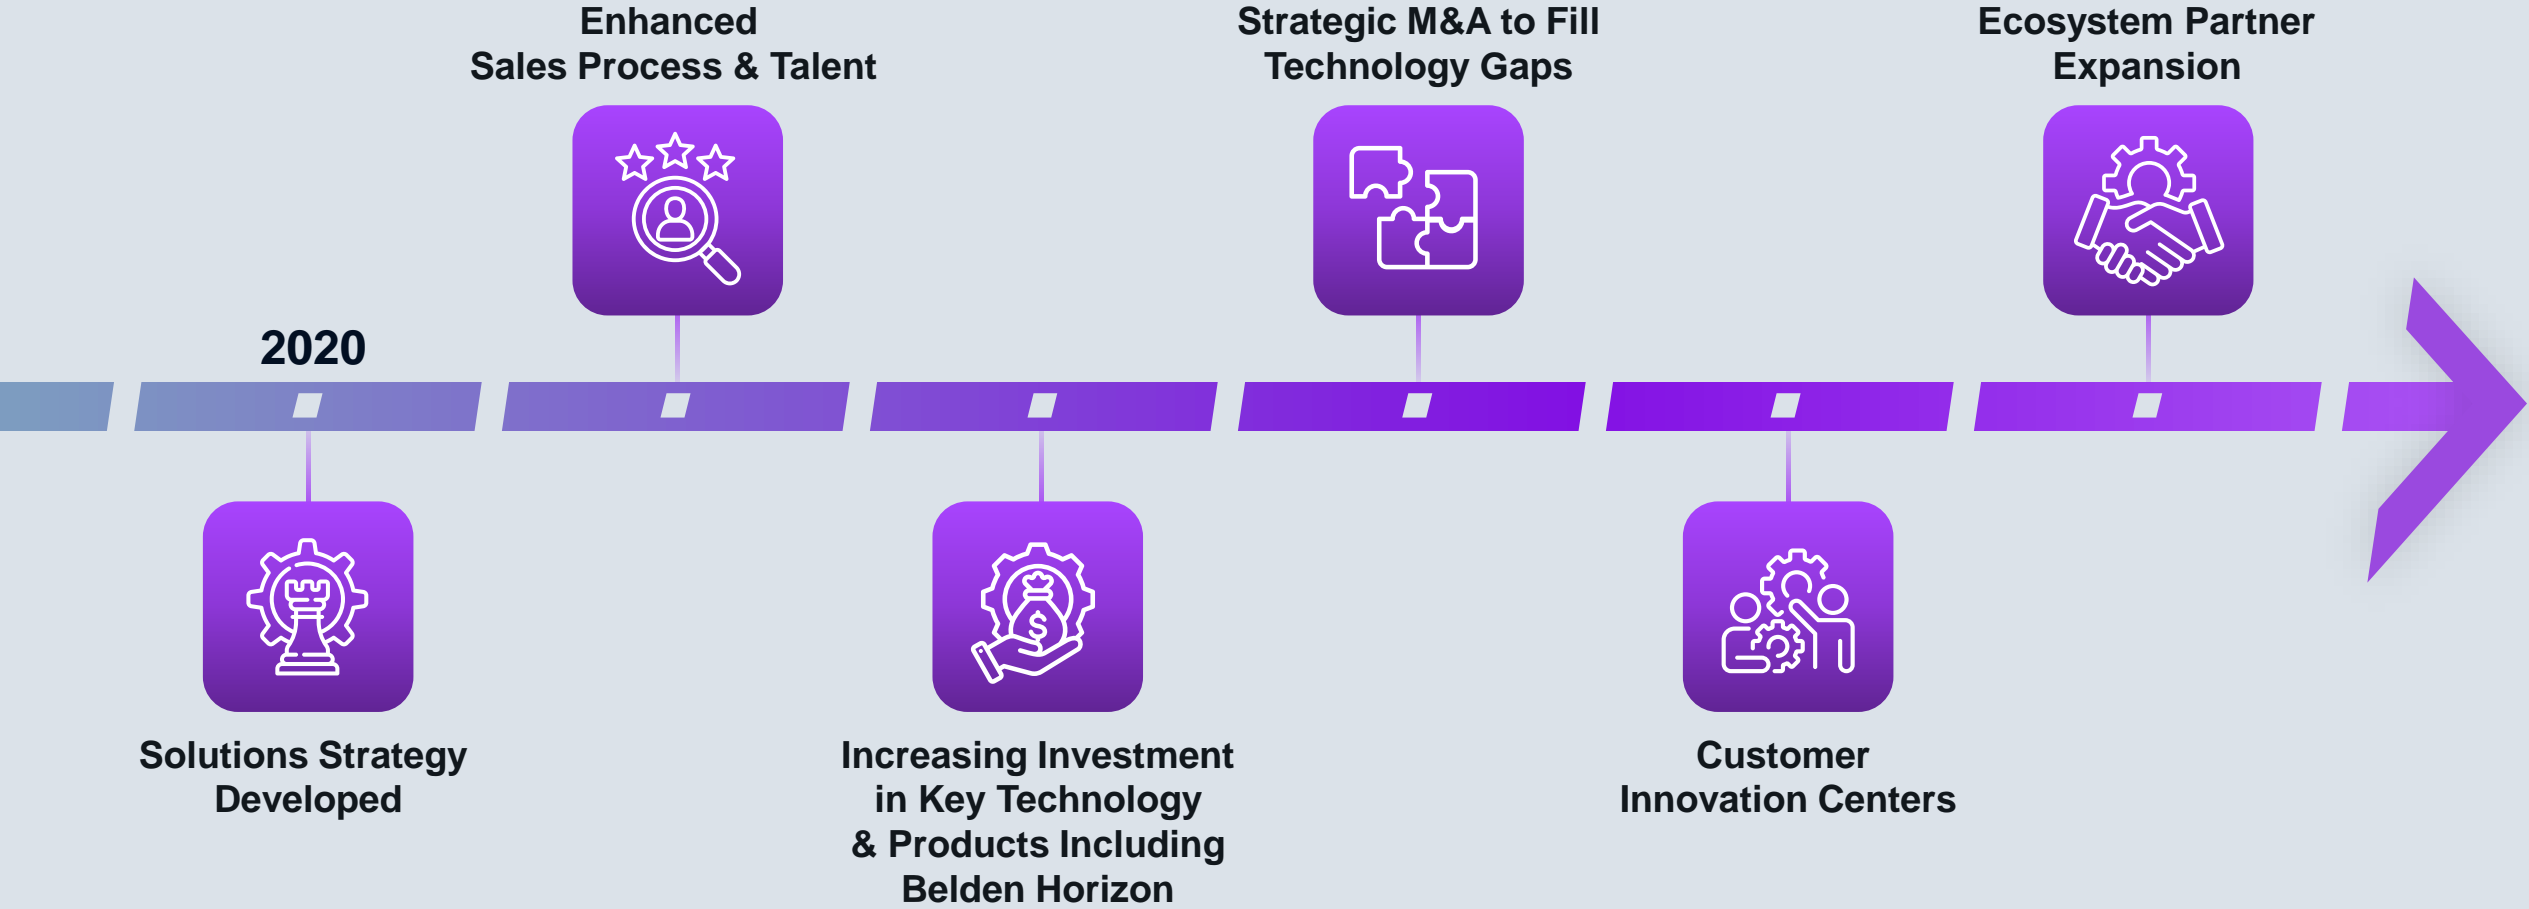 Enhanced
Sales Process & Talent
Strategic M&A to Fill
Technology Gaps
Ecosystem Partner
Expansion
2020
Solutions Strategy
Developed
Increasing Investment
in Key Technology
& Products Including
Belden Horizon
Customer
Innovation Centers
$